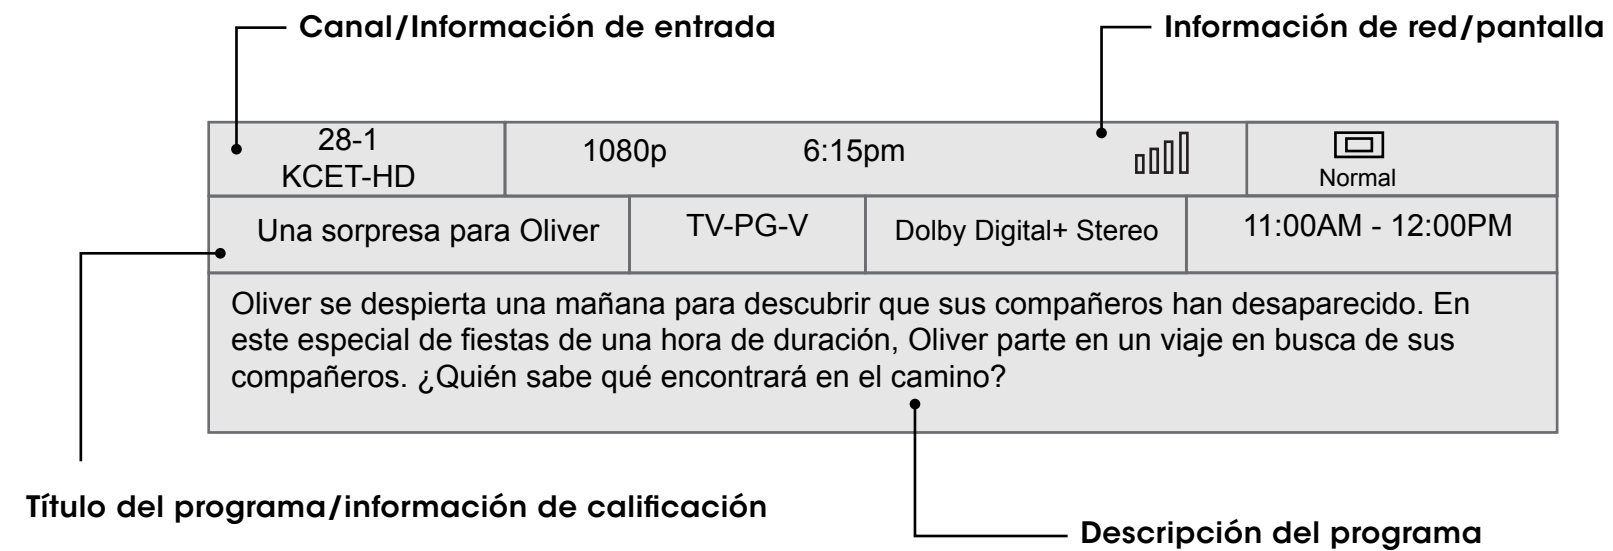 Canal/Información de entrada
Información de red/pantalla
28-1
KCET-HD
1080p
6:15pm
Normal
Una sorpresa para Oliver
TV-PG-V
Dolby Digital+ Stereo
11:00AM - 12:00PM
Oliver se despierta una mañana para descubrir que sus compañeros han desaparecido. En
este especial de fiestas de una hora de duración, Oliver parte en un viaje en busca de sus
compañeros. ¿Quién sabe qué encontrará en el camino?
Título del programa/información de calificación
Descripción del programa